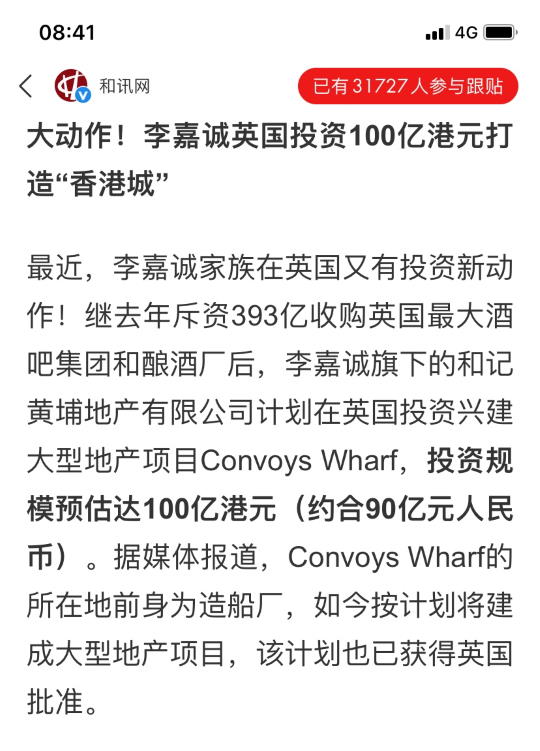 08:41
4G
和讯网
已有31727人参与跟贴
大动作！李嘉诚英国投资100亿港元打
造“香港城”
最近，李嘉诚家族在英国又有投资新动
作！继去年斥资393亿收购英国最大酒
吧集团和酿酒厂后，李嘉诚旗下的和记
黄埔地产有限公司计划在英国投资兴建
大型地产项目Convoys Wharf，投资规
模预估达100亿港元（约合90亿元人民
币）。据媒体报道，Convoys Wharf的
所在地前身为造船厂，如今按计划将建
成大型地产项目，该计划也已获得英国
批准。